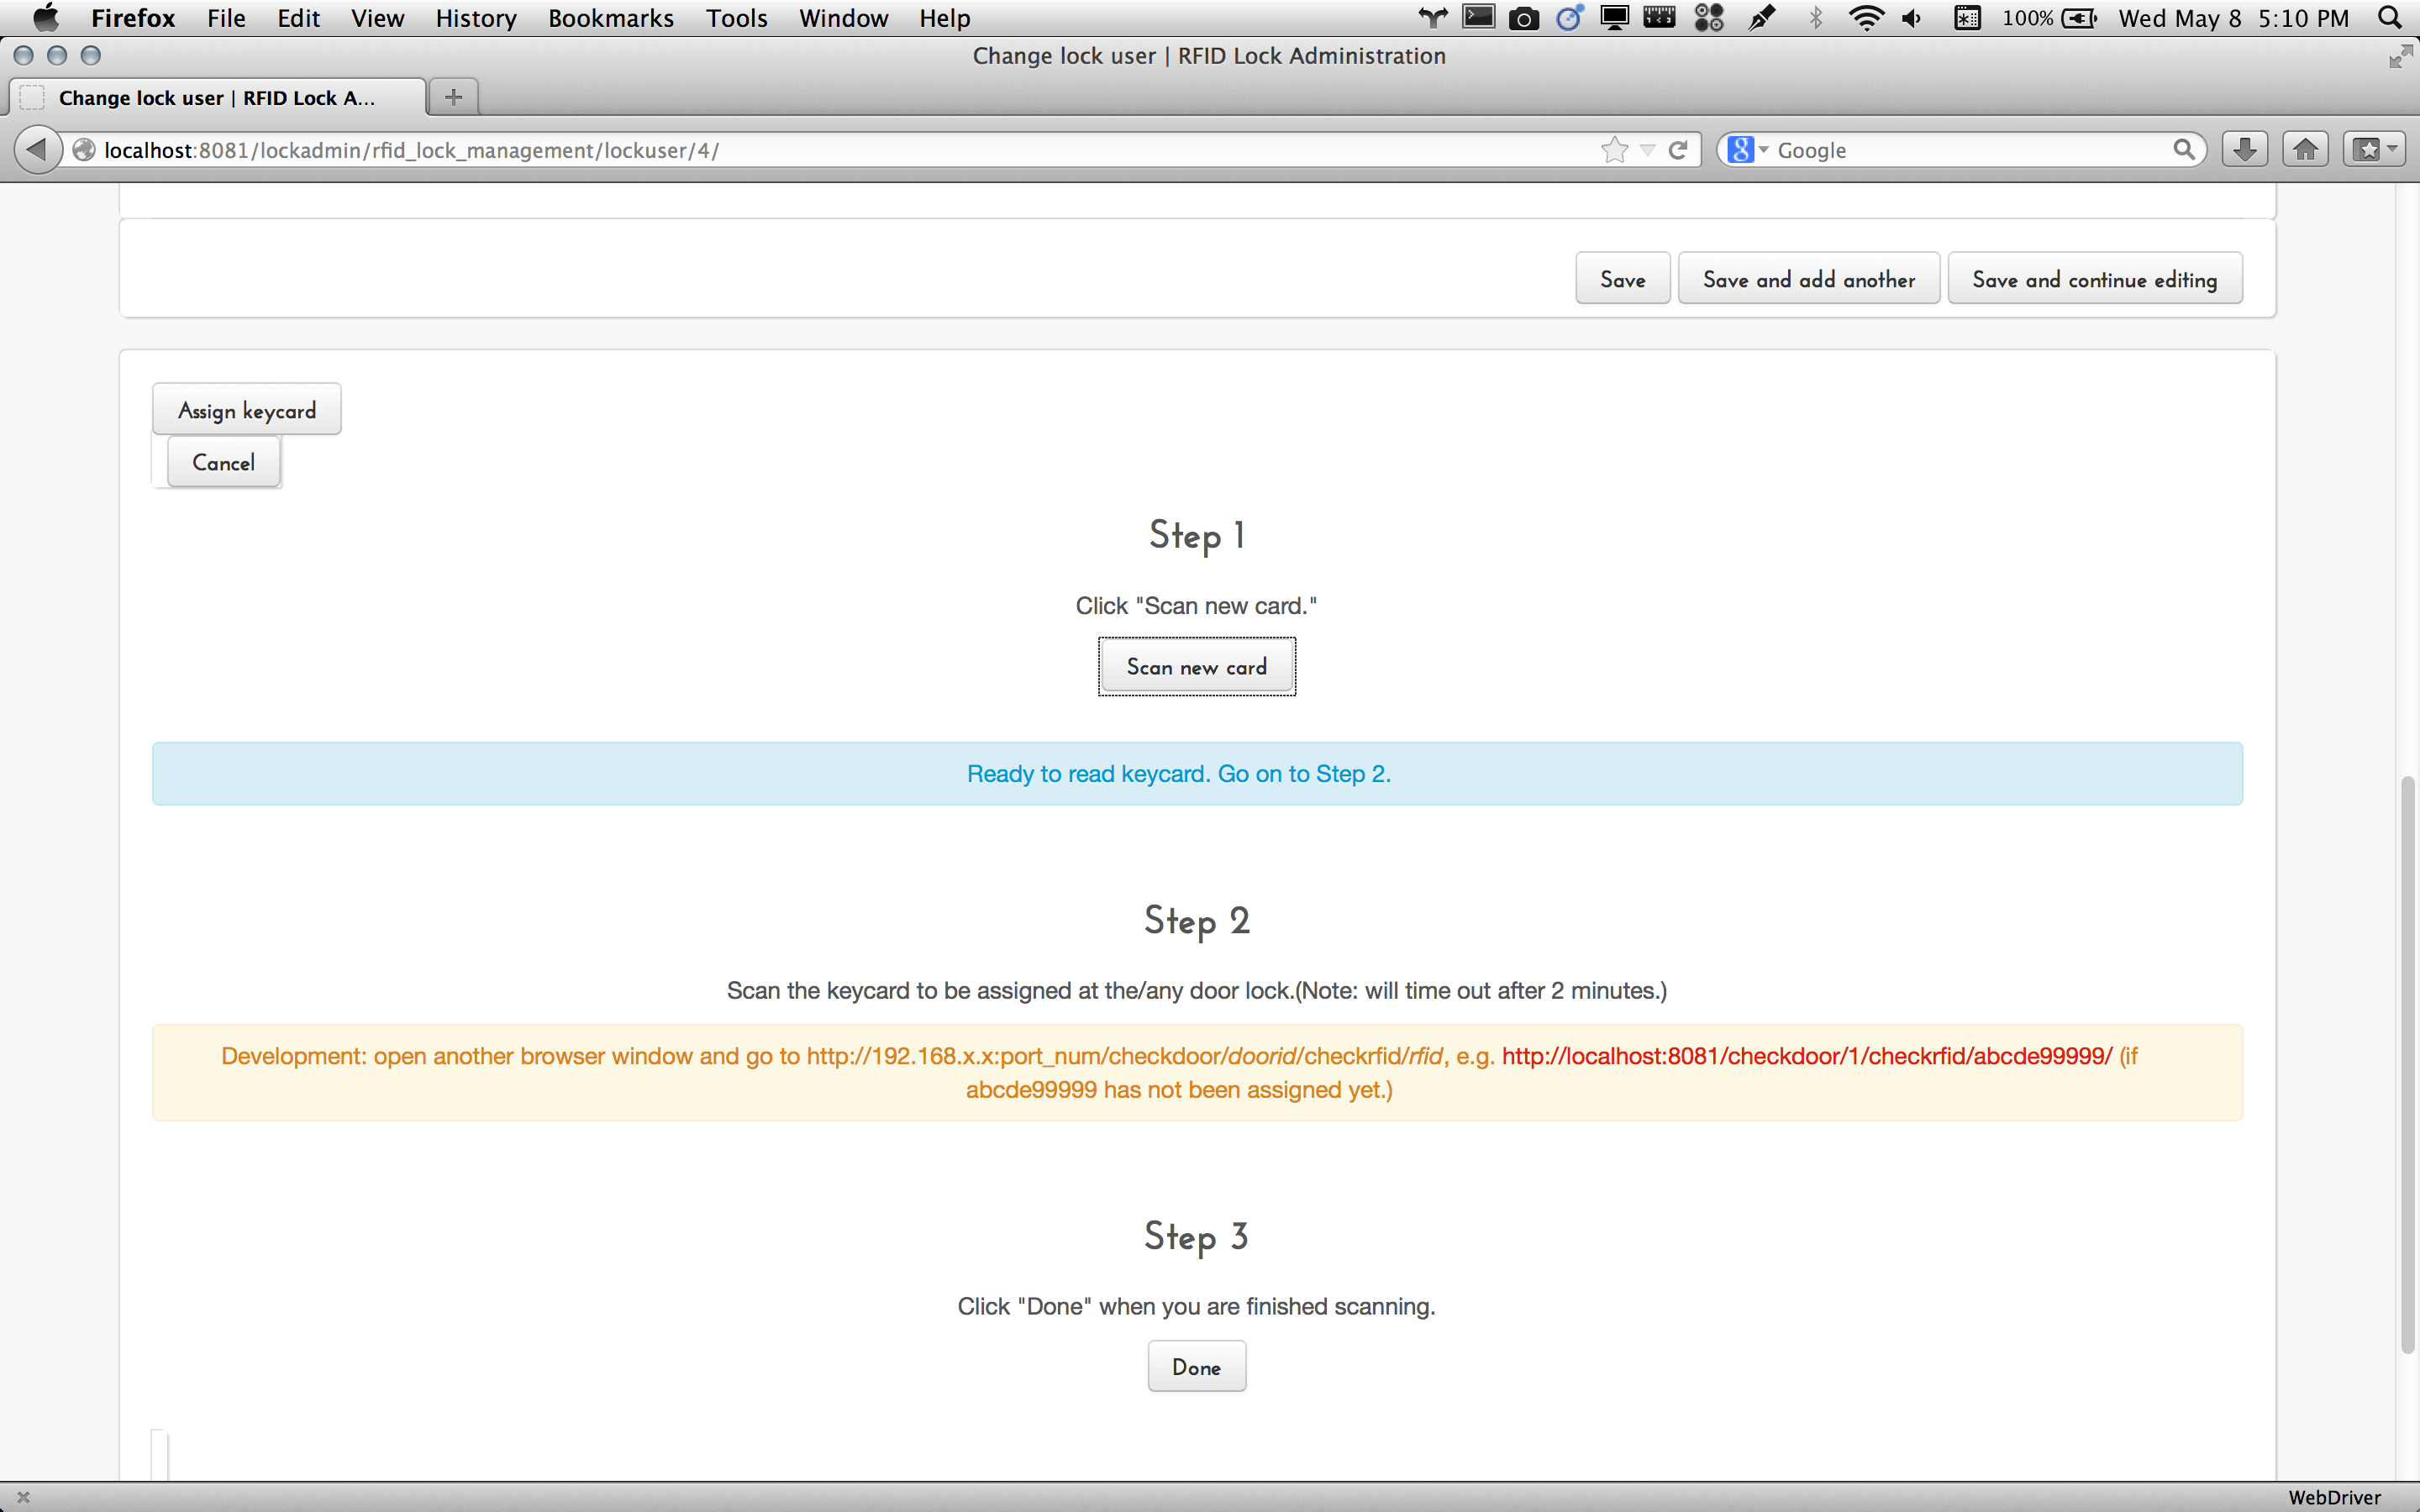 Firefox File Edit View History Bookmarks Tools Window Help 100% Wed May 8 5:10 PM
Change lock user | RFID Lock Administration
Change lock user | RFID Lock A...
localhost:8081/lockadmin/rfid_lock_management/lockuser/4/ Google
Save Save and add another Save and continue editing
Assign keycard
Cancel
Step 1
Click "Scan new card."
Scan new card
Ready to read keycard. Go on to Step 2.
Step 2
Scan the keycard to be assigned at the/any door lock.(Note: will time out after 2 minutes.)
Development: open another browser window and go to http://192.168.x.x:port_num/checkdoor/doorid/checkrfid/rfid, e.g. http://localhost:8081/checkdoor/1/checkrfid/abcde99999/ (if
abcde99999 has not been assigned yet.)
Step 3
Click "Done" when you are finished scanning.
Done
WebDriver